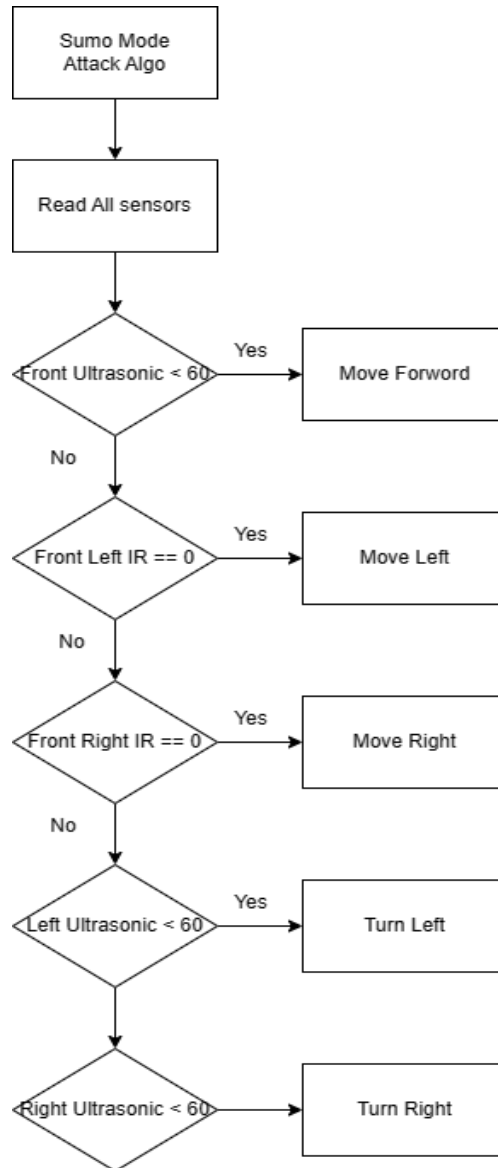 Sumo Mode
Attack Algo
Read All sensors
Front Ultrasonic < 60
Yes
Move Forword
No
Front Left IR == 0
Yes
Move Left
No
Front Right IR == 0
Yes
Move Right
No
Left Ultrasonic < 60
Yes
Turn Left
Right Ultrasonic < 60
Turn Right